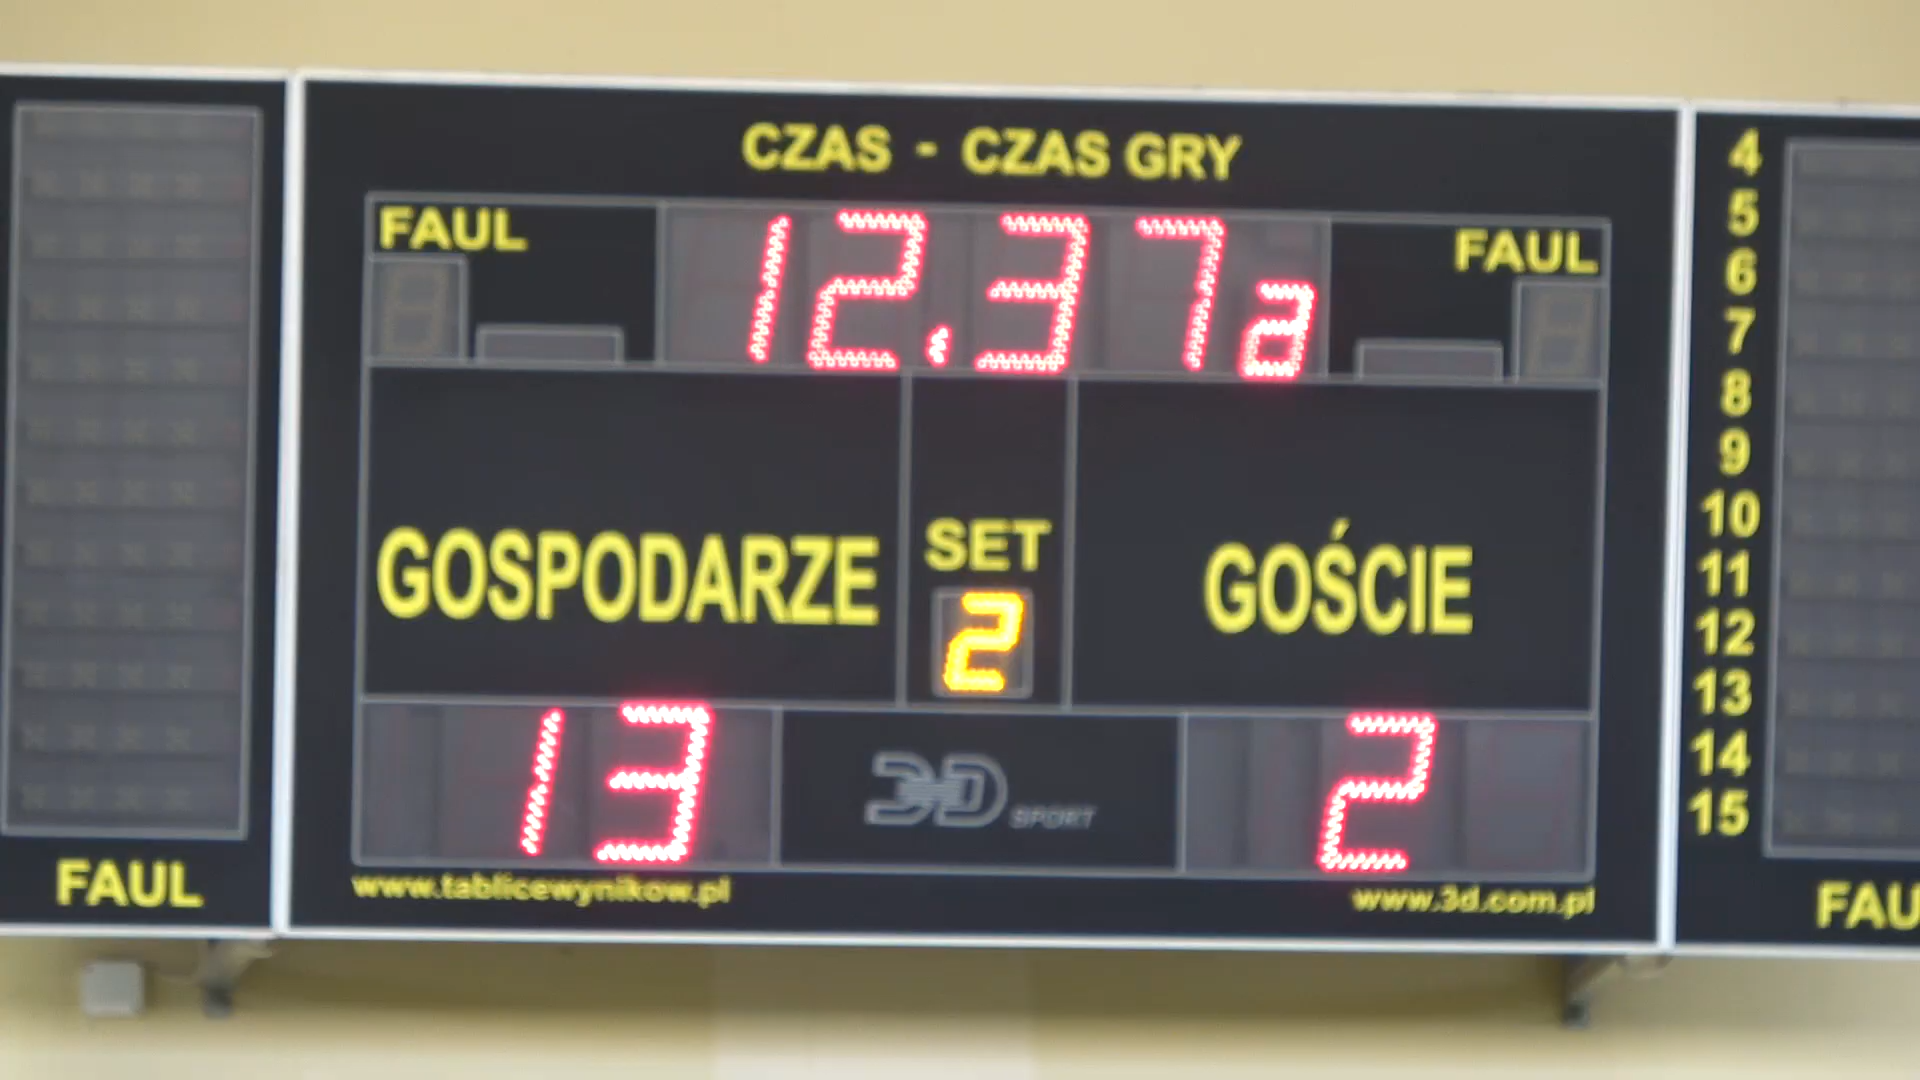 CZAS - CZAS GRY
FAUL
12.37a
FAUL
GOSPODARZE
SET
2
GOŚCIE
13
3D SPORT
2
www.tablicewynikow.pl
www.3d.com.pl
FAUL
4
5
6
7
8
9
10
11
12
13
14
15
FAU